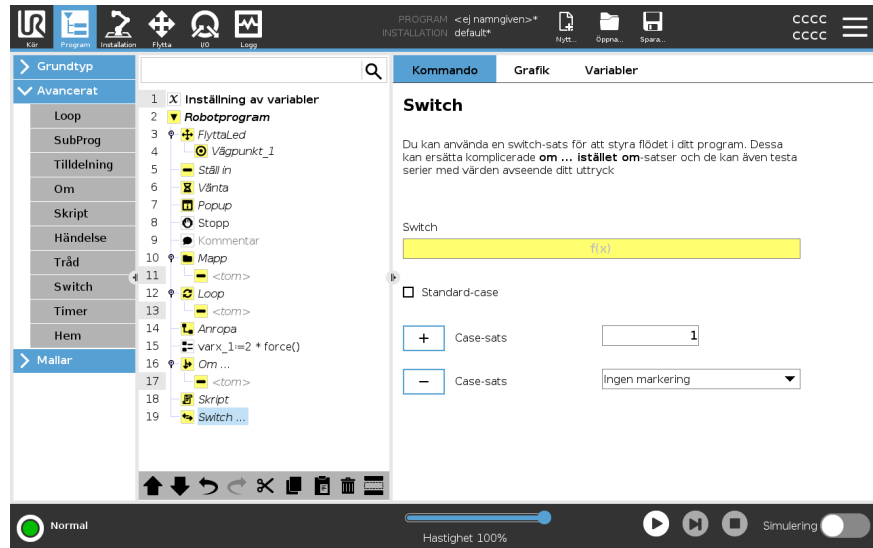 PROGRAM <ej namngiven>*
INSTALLATION default*
UR
Kör
Program
Installation
Flytta
I/O
Logg
Nytt...
Öppna...
Spara...
cccc
cccc
Grundtyp
Avancerat
Loop
SubProg
Tilldelning
Om
Skript
Händelse
Tråd
Switch
Timer
Hem
Mallar
1 X Inställning av variabler
2 Robotprogram
3 FlyttaLed
4 Vägpunkt_1
5 Ställ in
6 Vänta
7 Popup
8 Stopp
9 Kommentar
10 Mapp
11 <tom>
12 Loop
13 <tom>
14 Anropa
15 varx_1:=2 * force()
16 Om ...
17 <tom>
18 Skript
19 Switch ...
Kommando
Grafik
Variabler
Switch
Du kan använda en switch-sats för att styra flödet i ditt program. Dessa
kan ersätta komplicerade om ... istället om-satser och de kan även testa
serier med värden avseende ditt uttryck
Switch
f(x)
Standard-case
+ Case-sats 1
− Case-sats Ingen markering
Normal
Hastighet 100%
Simulering